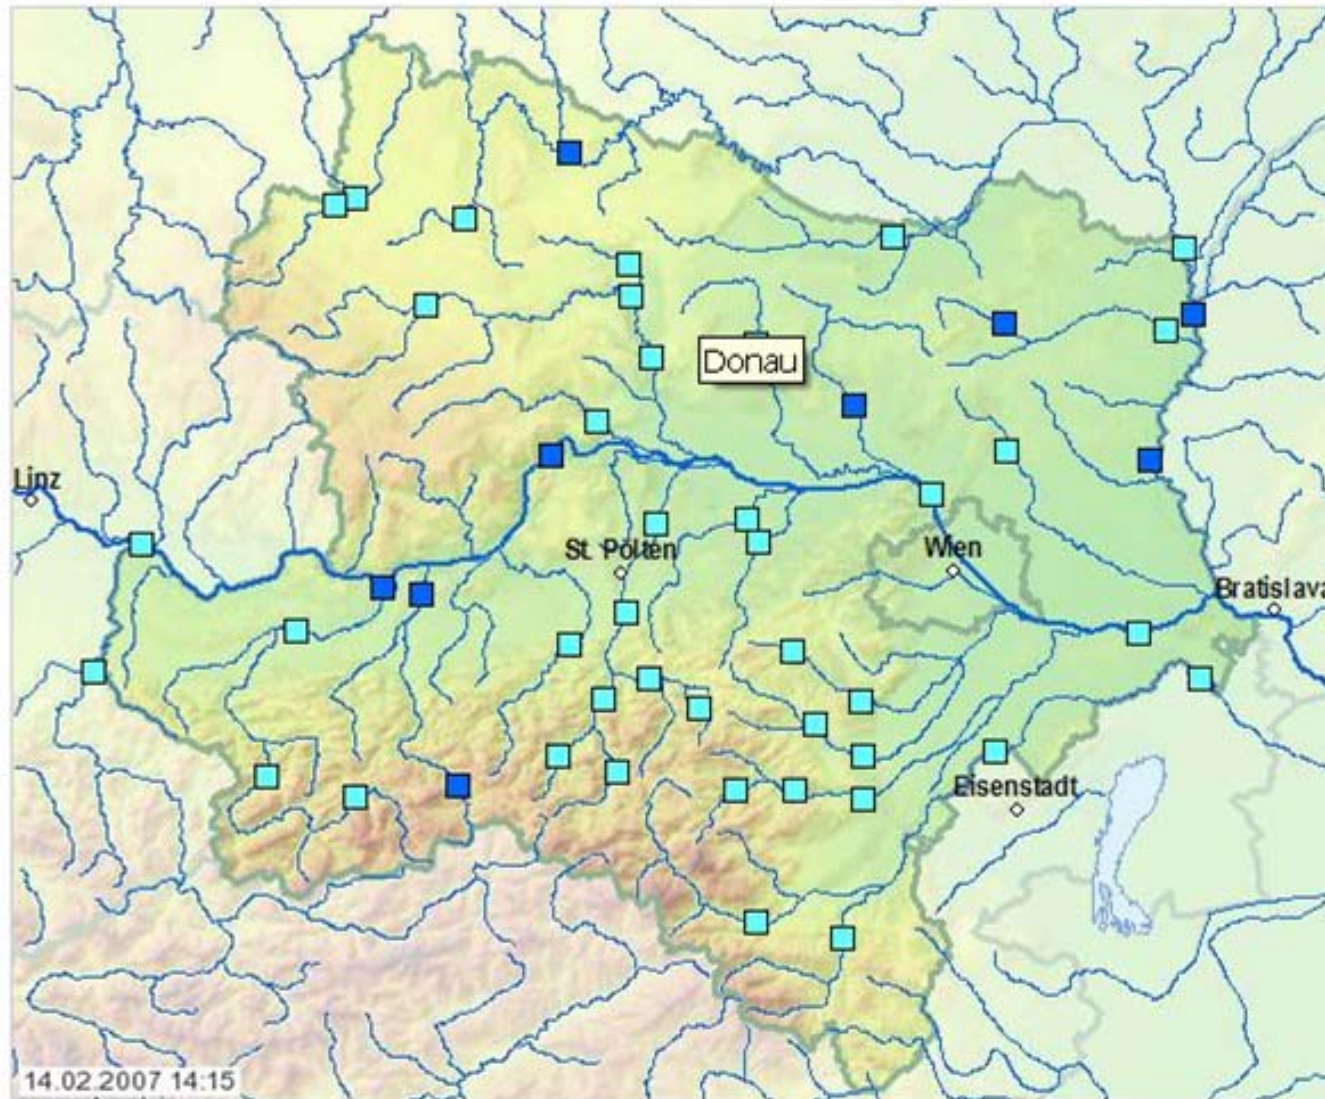 Donau
Linz
St. Pölten
Wien
Bratislava
Eisenstadt
14.02.2007 14:15